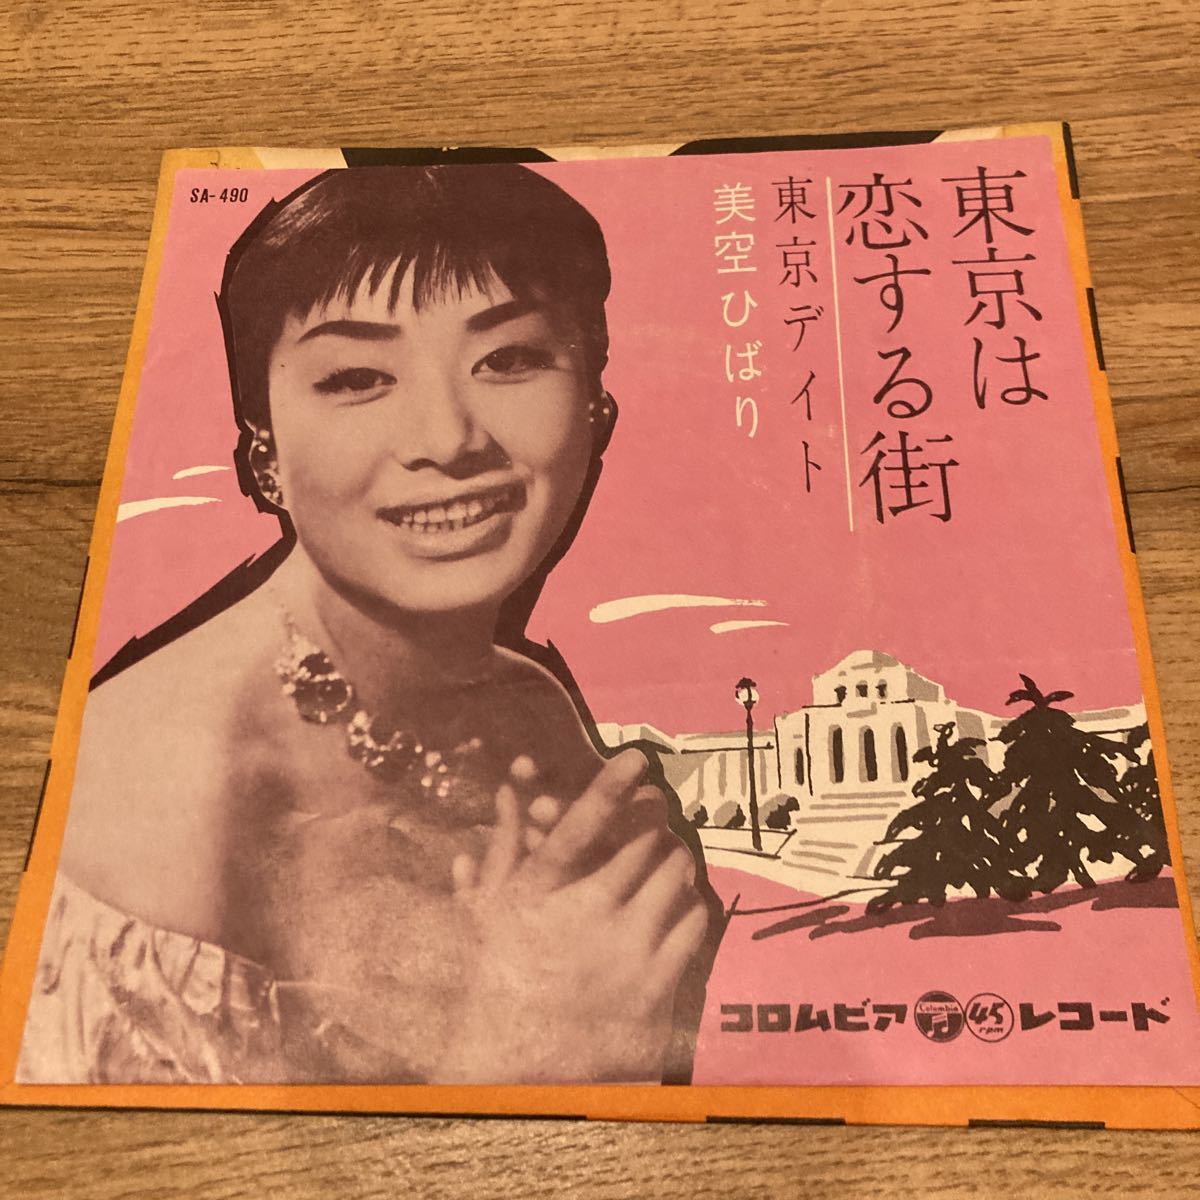 SA-490
東京は
恋する街
東京デイト
美空ひばり
コロムビア Columbia 45 rpm レコード